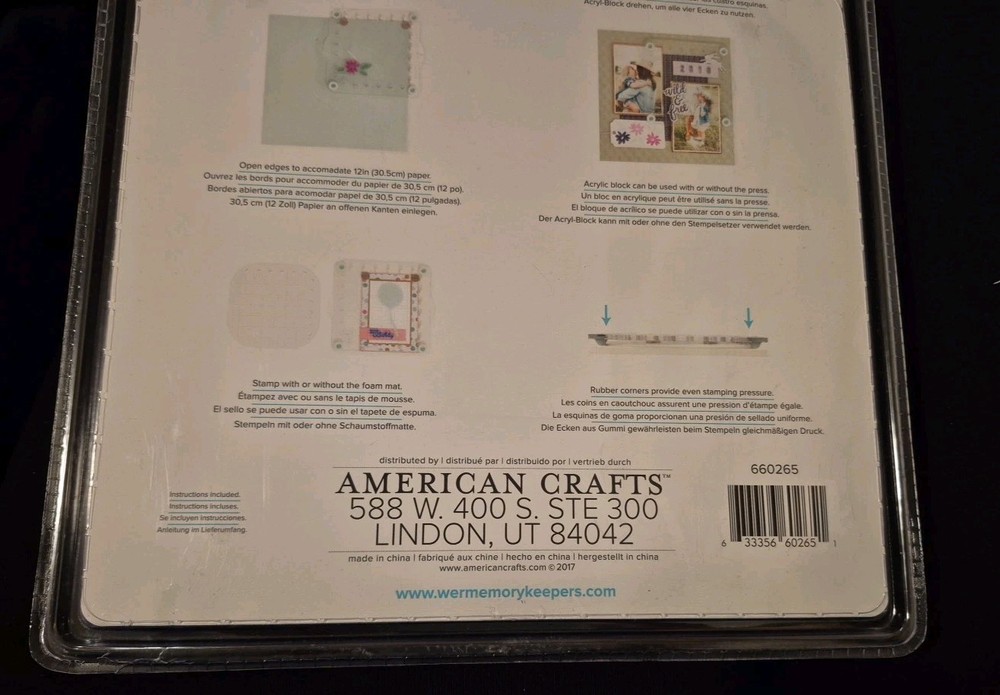 cuatro esquinas.
Acryl-Block drehen, um alle vier Ecken zu nutzen.
Open edges to accomadate 12in (30.5cm) paper.
Ouvrez les bords pour accommoder du papier de 30,5 cm (12 po).
Bordes abiertos para acomodar papel de 30,5 cm (12 pulgadas).
30,5 cm (12 Zoll) Papier an offenen Kanten einlegen.
2018
wild
&
free
Acrylic block can be used with or without the press.
Un bloc en acrylique peut être utilisé sans la presse.
El bloque de acrílico se puede utilizar con o sin la prensa.
Der Acryl-Block kann mit oder ohne den Stempelsetzer verwendet werden.
Stamp with or without the foam mat.
Étampez avec ou sans le tapis de mousse.
El sello se puede usar con o sin el tapete de espuma.
Stempeln mit oder ohne Schaumstoffmatte.
Rubber corners provide even stamping pressure.
Les coins en caoutchouc assurent une pression d'étampe égale.
La esquinas de goma proporcionan una presión de sellado uniforme.
Die Ecken aus Gummi gewährleisten beim Stempeln gleichmäßigen Druck.
Instructions included.
Instructions incluses.
Se incluyen instrucciones.
Anleitung im Lieferumfang.
distributed by | distribué par | distribuido por | vertrieb durch
AMERICAN CRAFTS™
588 W. 400 S. STE 300
LINDON, UT 84042
made in china | fabriqué aux chine | hecho en china | hergestellt in china
www.americancrafts.com © 2017
www.wermemorykeepers.com
660265
6 33356 60265 1